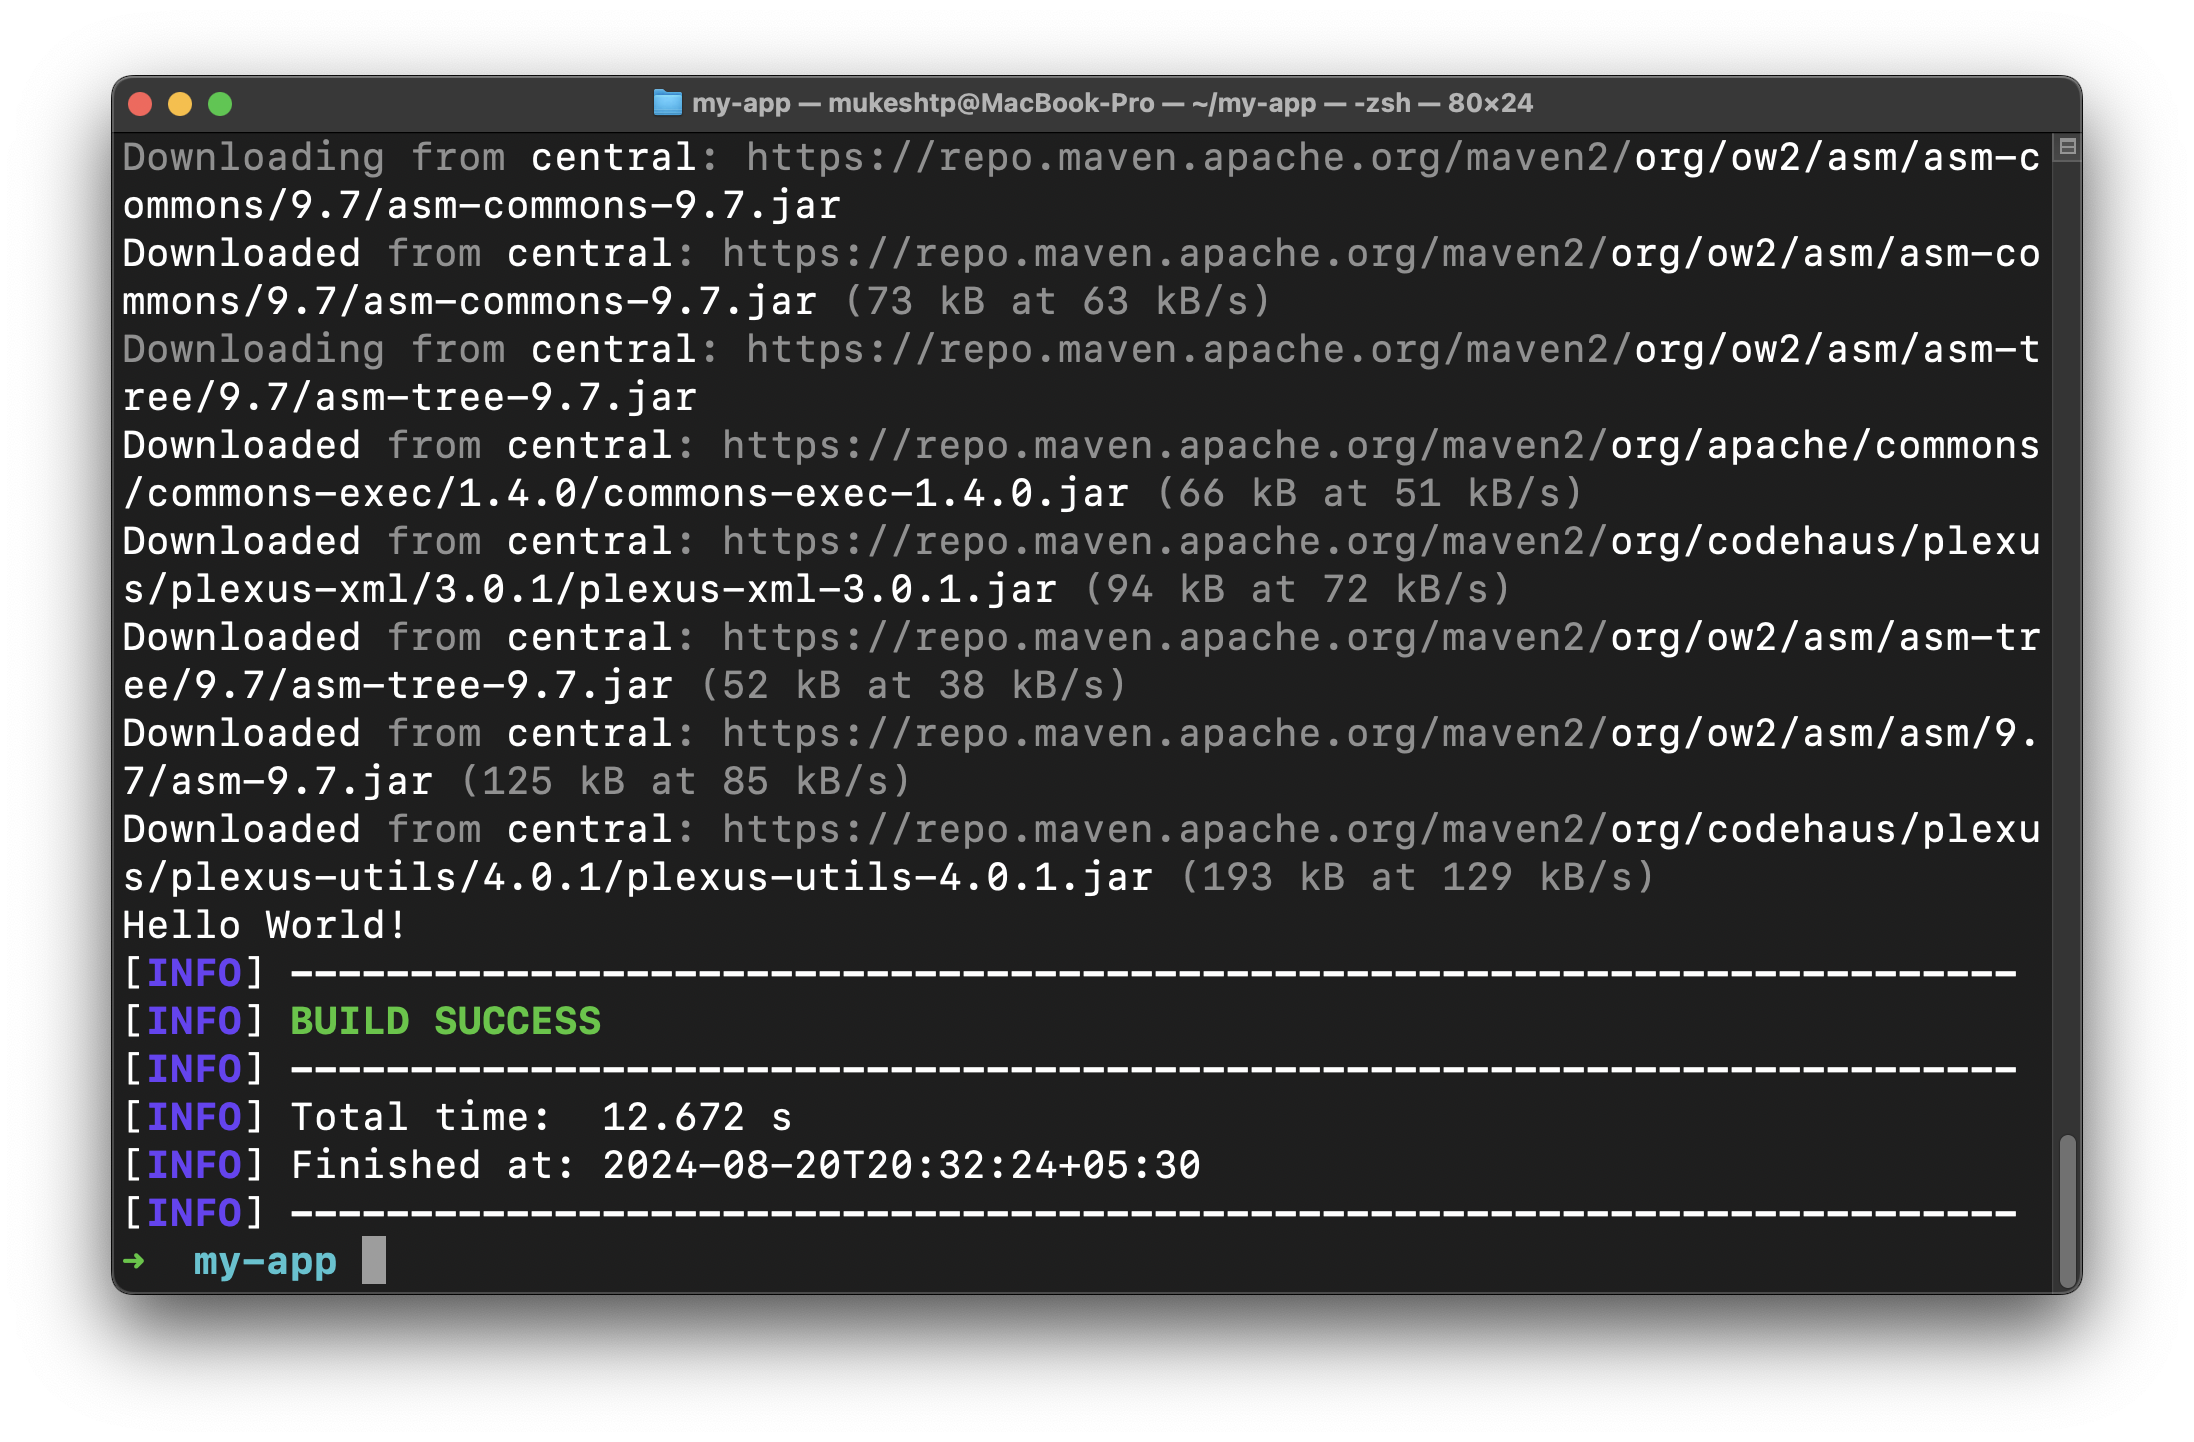 my-app — mukeshtp@MacBook-Pro — ~/my-app — -zsh — 80×24
Downloading from central: https://repo.maven.apache.org/maven2/org/ow2/asm/asm-c
ommons/9.7/asm-commons-9.7.jar
Downloaded from central: https://repo.maven.apache.org/maven2/org/ow2/asm/asm-co
mmons/9.7/asm-commons-9.7.jar (73 kB at 63 kB/s)
Downloading from central: https://repo.maven.apache.org/maven2/org/ow2/asm/asm-t
ree/9.7/asm-tree-9.7.jar
Downloaded from central: https://repo.maven.apache.org/maven2/org/apache/commons
/commons-exec/1.4.0/commons-exec-1.4.0.jar (66 kB at 51 kB/s)
Downloaded from central: https://repo.maven.apache.org/maven2/org/codehaus/plexu
s/plexus-xml/3.0.1/plexus-xml-3.0.1.jar (94 kB at 72 kB/s)
Downloaded from central: https://repo.maven.apache.org/maven2/org/ow2/asm/asm-tr
ee/9.7/asm-tree-9.7.jar (52 kB at 38 kB/s)
Downloaded from central: https://repo.maven.apache.org/maven2/org/ow2/asm/asm/9.
7/asm-9.7.jar (125 kB at 85 kB/s)
Downloaded from central: https://repo.maven.apache.org/maven2/org/codehaus/plexu
s/plexus-utils/4.0.1/plexus-utils-4.0.1.jar (193 kB at 129 kB/s)
Hello World!
[INFO] ------------------------------------------------------------------------
[INFO] BUILD SUCCESS
[INFO] ------------------------------------------------------------------------
[INFO] Total time:  12.672 s
[INFO] Finished at: 2024-08-20T20:32:24+05:30
[INFO] ------------------------------------------------------------------------
➜  my-app